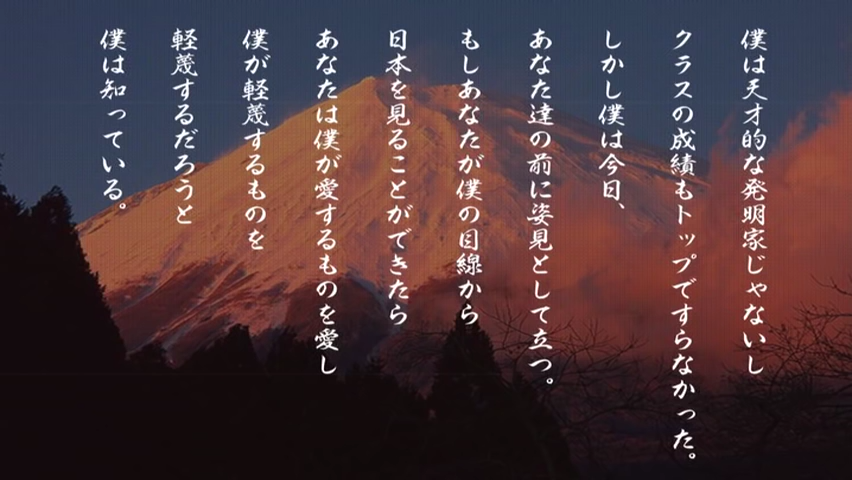 僕は天才的な発明家じゃないし
クラスの成績もトップですらなかった。
しかし僕は今日、
あなた達の前に姿見として立つ。
もしあなたが僕の目線から
日本を見ることができたら
あなたは僕が愛するものを愛し
僕が軽蔑するものを
軽蔑するだろうと
僕は知っている。